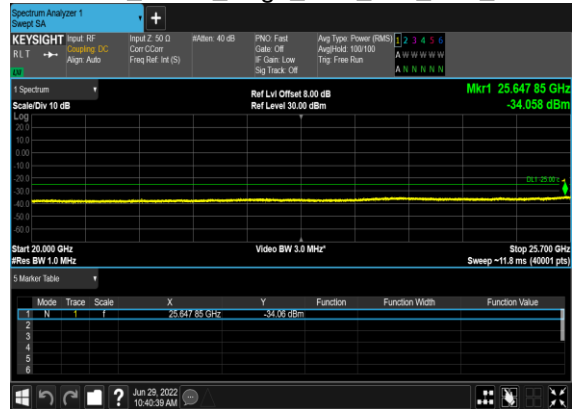 Spectrum Analyzer 1
Swept SA
+
KEYSIGHT Input: RF Input Z: 50 Ω #Atten: 40 dB PNO: Fast Avg Type: Power (RMS) 1 2 3 4 5 6
RLT Coupling: DC Corr CCorr Gate: Off Avg|Hold: 100/100 A W W W W W
Align: Auto Freq Ref: Int (S) IF Gain: Low Trig: Free Run
Sig Track: Off A N N N N N
1 Spectrum Ref Lvl Offset 8.00 dB Mkr1 25.647 85 GHz
Scale/Div 10 dB Ref Level 30.00 dBm -34.058 dBm
Log
20.0
10.0
0.00
-10.0
-20.0
DL1 -25.00
-30.0
-40.0
-50.0
-60.0
Start 20.000 GHz Video BW 3.0 MHz* Stop 25.700 GHz
#Res BW 1.0 MHz Sweep ~11.8 ms (40001 pts)
5 Marker Table
Mode Trace Scale X Y Function Function Width Function Value
1 N 1 f 25.647 85 GHz -34.06 dBm
2
3
4
5
6
? Jun 29, 2022
10:40:39 AM